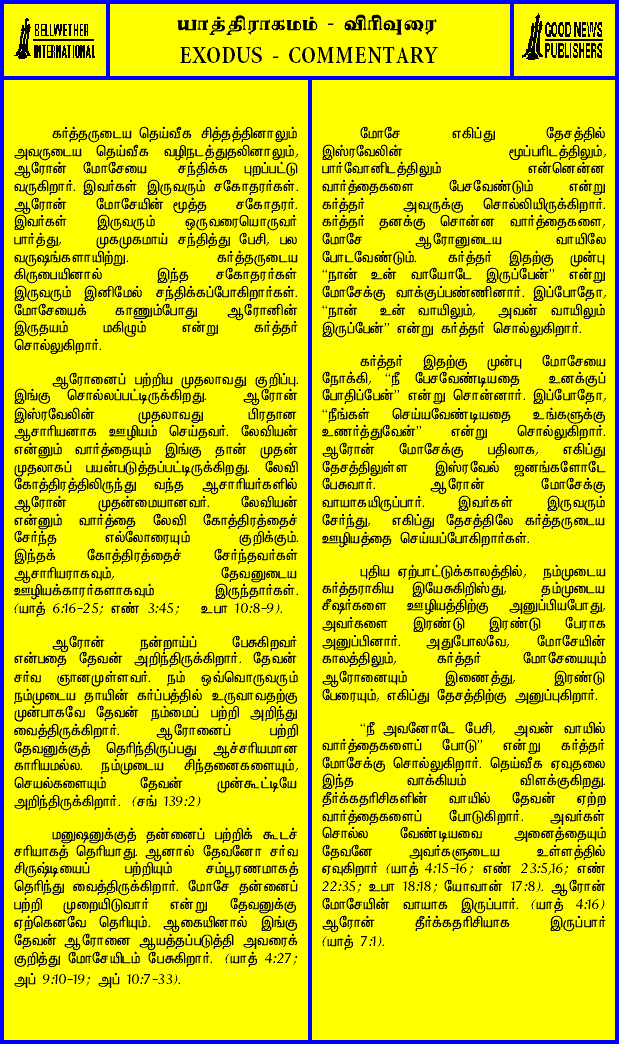 BELLWETHER
INTERNATIONAL
யாத்திராகமம் - விரிவுரை
EXODUS - COMMENTARY
GOOD NEWS
PUBLISHERS
கர்த்தருடைய தெய்வீக சித்தத்தினாலும்
அவருடைய தெய்வீக வழிநடத்துதலினாலும்,
ஆரோன் மோசேயை சந்திக்க புறப்பட்டு
வருகிறார். இவர்கள் இருவரும் சகோதரர்கள்.
ஆரோன் மோசேயின் மூத்த சகோதரர்.
இவர்கள் இருவரும் ஒருவரையொருவர்
பார்த்து, முகமுகமாய் சந்தித்து பேசி, பல
வருஷங்களாயிற்று. கர்த்தருடைய
கிருபையினால் இந்த சகோதரர்கள்
இருவரும் இனிமேல் சந்திக்கப்போகிறார்கள்.
மோசேயைக் காணும்போது ஆரோனின்
இருதயம் மகிழும் என்று கர்த்தர்
சொல்லுகிறார்.
ஆரோனைப் பற்றிய முதலாவது குறிப்பு.
இங்கு சொல்லப்பட்டிருக்கிறது. ஆரோன்
இஸ்ரவேலின் முதலாவது பிரதான
ஆசாரியனாக ஊழியம் செய்தவர். லேவியன்
என்னும் வார்த்தையும் இங்கு தான் முதன்
முதலாகப் பயன்படுத்தப்பட்டிருக்கிறது. லேவி
கோத்திரத்திலிருந்து வந்த ஆசாரியர்களில்
ஆரோன் முதன்மையானவர். லேவியன்
என்னும் வார்த்தை லேவி கோத்திரத்தைச்
சேர்ந்த எல்லோரையும் குறிக்கும்.
இந்தக் கோத்திரத்தைச் சேர்ந்தவர்கள்
ஆசாரியராகவும், தேவனுடைய
ஊழியக்காரர்களாகவும் இருந்தார்கள்.
(யாத் 6:16-25; எண் 3:45; உபா 10:8-9).
ஆரோன் நன்றாய்ப் பேசுகிறவர்
என்பதை தேவன் அறிந்திருக்கிறார். தேவன்
சர்வ ஞானமுள்ளவர். நம் ஒவ்வொருவரும்
நம்முடைய தாயின் கர்ப்பத்தில் உருவாவதற்கு
முன்பாகவே தேவன் நம்மைப் பற்றி அறிந்து
வைத்திருக்கிறார். ஆரோனைப் பற்றி
தேவனுக்குத் தெரிந்திருப்பது ஆச்சரியமான
காரியமல்ல. நம்முடைய சிந்தனைகளையும்,
செயல்களையும் தேவன் முன்கூட்டியே
அறிந்திருக்கிறார். (சங் 139:2)
மனுஷனுக்குத் தன்னைப் பற்றிக் கூடச்
சரியாகத் தெரியாது. ஆனால் தேவனோ சர்வ
சிருஷ்டியைப் பற்றியும் சம்பூரணமாகத்
தெரிந்து வைத்திருக்கிறார். மோசே தன்னைப்
பற்றி முறையிடுவார் என்று தேவனுக்கு
ஏற்கெனவே தெரியும். ஆகையினால் இங்கு
தேவன் ஆரோனை ஆயத்தப்படுத்தி அவரைக்
குறித்து மோசேயிடம் பேசுகிறார். (யாத் 4:27;
அப் 9:10-19; அப் 10:7-33).
மோசே எகிப்து தேசத்தில்
இஸ்ரவேலின் மூப்பரிடத்திலும்,
பார்வோனிடத்திலும் என்னென்ன
வார்த்தைகளை பேசவேண்டும் என்று
கர்த்தர் அவருக்கு சொல்லியிருக்கிறார்.
கர்த்தர் தனக்கு சொன்ன வார்த்தைகளை,
மோசே ஆரோனுடைய வாயிலே
போடவேண்டும். கர்த்தர் இதற்கு முன்பு
“நான் உன் வாயோடே இருப்பேன்” என்று
மோசேக்கு வாக்குப்பண்ணினார். இப்போதோ,
“நான் உன் வாயிலும், அவன் வாயிலும்
இருப்பேன்” என்று கர்த்தர் சொல்லுகிறார்.
கர்த்தர் இதற்கு முன்பு மோசேயை
நோக்கி, “நீ பேசவேண்டியதை உனக்குப்
போதிப்பேன்” என்று சொன்னார். இப்போதோ,
“நீங்கள் செய்யவேண்டியதை உங்களுக்கு
உணர்த்துவேன்” என்று சொல்லுகிறார்.
ஆரோன் மோசேக்கு பதிலாக, எகிப்து
தேசத்திலுள்ள இஸ்ரவேல் ஜனங்களோடே
பேசுவார். ஆரோன் மோசேக்கு
வாயாகயிருப்பார். இவர்கள் இருவரும்
சேர்ந்து, எகிப்து தேசத்திலே கர்த்தருடைய
ஊழியத்தை செய்யப்போகிறார்கள்.
புதிய ஏற்பாட்டுக்காலத்தில், நம்முடைய
கர்த்தராகிய இயேசுகிறிஸ்து, தம்முடைய
சீஷர்களை ஊழியத்திற்கு அனுப்பியபோது,
அவர்களை இரண்டு இரண்டு பேராக
அனுப்பினார். அதுபோலவே, மோசேயின்
காலத்திலும், கர்த்தர் மோசேயையும்
ஆரோனையும் இணைத்து, இரண்டு
பேரையும், எகிப்து தேசத்திற்கு அனுப்புகிறார்.
“நீ அவனோடே பேசி, அவன் வாயில்
வார்த்தைகளைப் போடு” என்று கர்த்தர்
மோசேக்கு சொல்லுகிறார். தெய்வீக ஏவுதலை
இந்த வாக்கியம் விளக்குகிறது.
தீர்க்கதரிசிகளின் வாயில் தேவன் ஏற்ற
வார்த்தைகளைப் போடுகிறார். அவர்கள்
சொல்ல வேண்டியவை அனைத்தையும்
தேவனே அவர்களுடைய உள்ளத்தில்
ஏவுகிறார் (யாத் 4:15-16; எண் 23:5,16; எண்
22:35; உபா 18:18; யோவான் 17:8). ஆரோன்
மோசேயின் வாயாக இருப்பார். (யாத் 4:16)
ஆரோன் தீர்க்கதரிசியாக இருப்பார்
(யாத் 7:1).